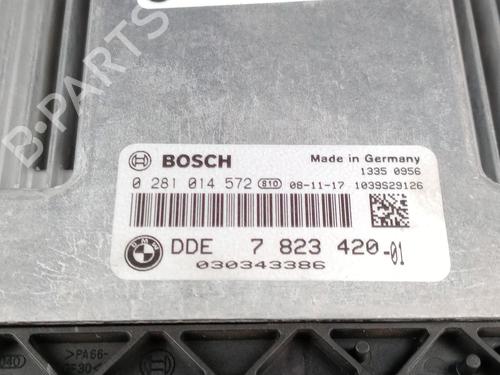 B-PARTS
BOSCH Made in Germany
1335 0956
0 281 014 572 B10 08-11-17 1039S29126
BMW
DDE 7 823 420-01
030343386
>PA66-